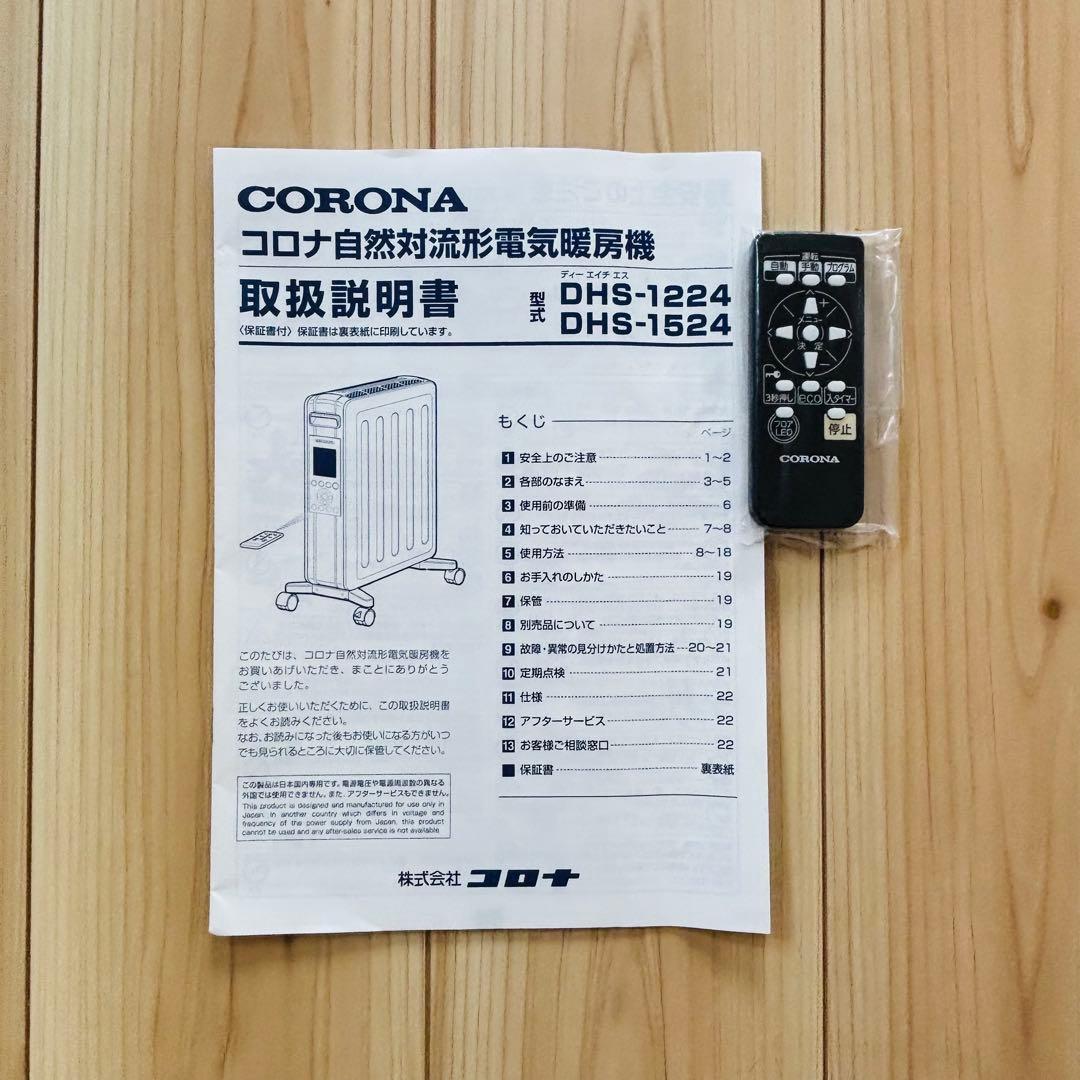 CORONA
コロナ自然対流形電気暖房機
取扱説明書
〈保証書付〉保証書は裏表紙に印刷しています。
型式
ディー エイチ エス
DHS-1224
DHS-1524
もくじ
ページ
1 安全上のご注意 1〜2
2 各部のなまえ 3〜5
3 使用前の準備 6
4 知っておいていただきたいこと 7〜8
5 使用方法 8〜18
6 お手入れのしかた 19
7 保管 19
8 別売品について 19
9 故障・異常の見分けかたと処置方法 20〜21
10 定期点検 21
11 仕様 22
12 アフターサービス 22
13 お客様ご相談窓口 22
■ 保証書 裏表紙
このたびは、コロナ自然対流形電気暖房機を
お買いあげいただき、まことにありがとう
ございました。
正しくお使いいただくために、この取扱説明書
をよくお読みください。
なお、お読みになった後もお使いになる方がいつ
でも見られるところに大切に保管してください。
この製品は日本国内専用です。電源電圧や電源周波数の異なる
外国では使用できません。また、アフターサービスもできません。
This product is designed and manufactured for use only in
Japan. In another country which differs in voltage and
frequency of the power supply from Japan, this product
cannot be used and any after-sales service is not available.
株式会社 コロナ
運転
自動 手動 プログラム
＋
メニュー
決定
－
3秒押し eco 入タイマー
フロア
LED
停止
CORONA